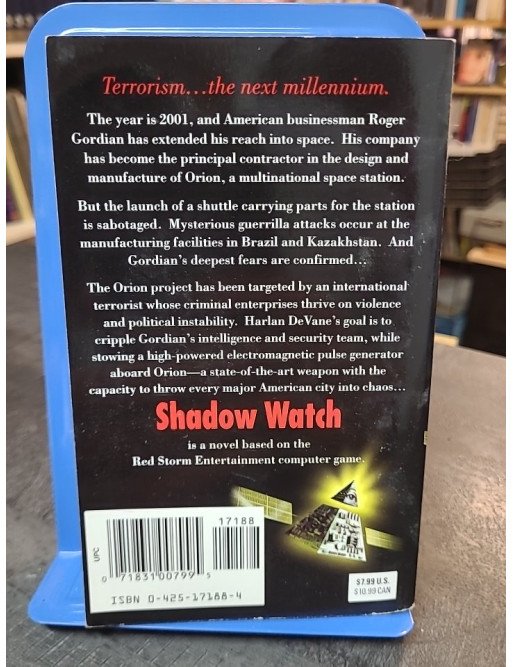 Terrorism...the next millennium.
The year is 2001, and American businessman Roger
Gordian has extended his reach into space. His company
has become the principal contractor in the design and
manufacture of Orion, a multinational space station.
But the launch of a shuttle carrying parts for the station
is sabotaged. Mysterious guerrilla attacks occur at the
manufacturing facilities in Brazil and Kazakhstan. And
Gordian's deepest fears are confirmed...
The Orion project has been targeted by an international
terrorist whose criminal enterprises thrive on violence
and political instability. Harlan DeVane's goal is to
cripple Gordian's intelligence and security team, while
stowing a high-powered electromagnetic pulse generator
aboard Orion—a state-of-the-art weapon with the
capacity to throw every major American city into chaos...
Shadow Watch
is a novel based on the
Red Storm Entertainment computer game.
17188
UPC
0 71831 00799 5
ISBN 0-425-17188-4
$7.99 U.S.
$10.99 CAN